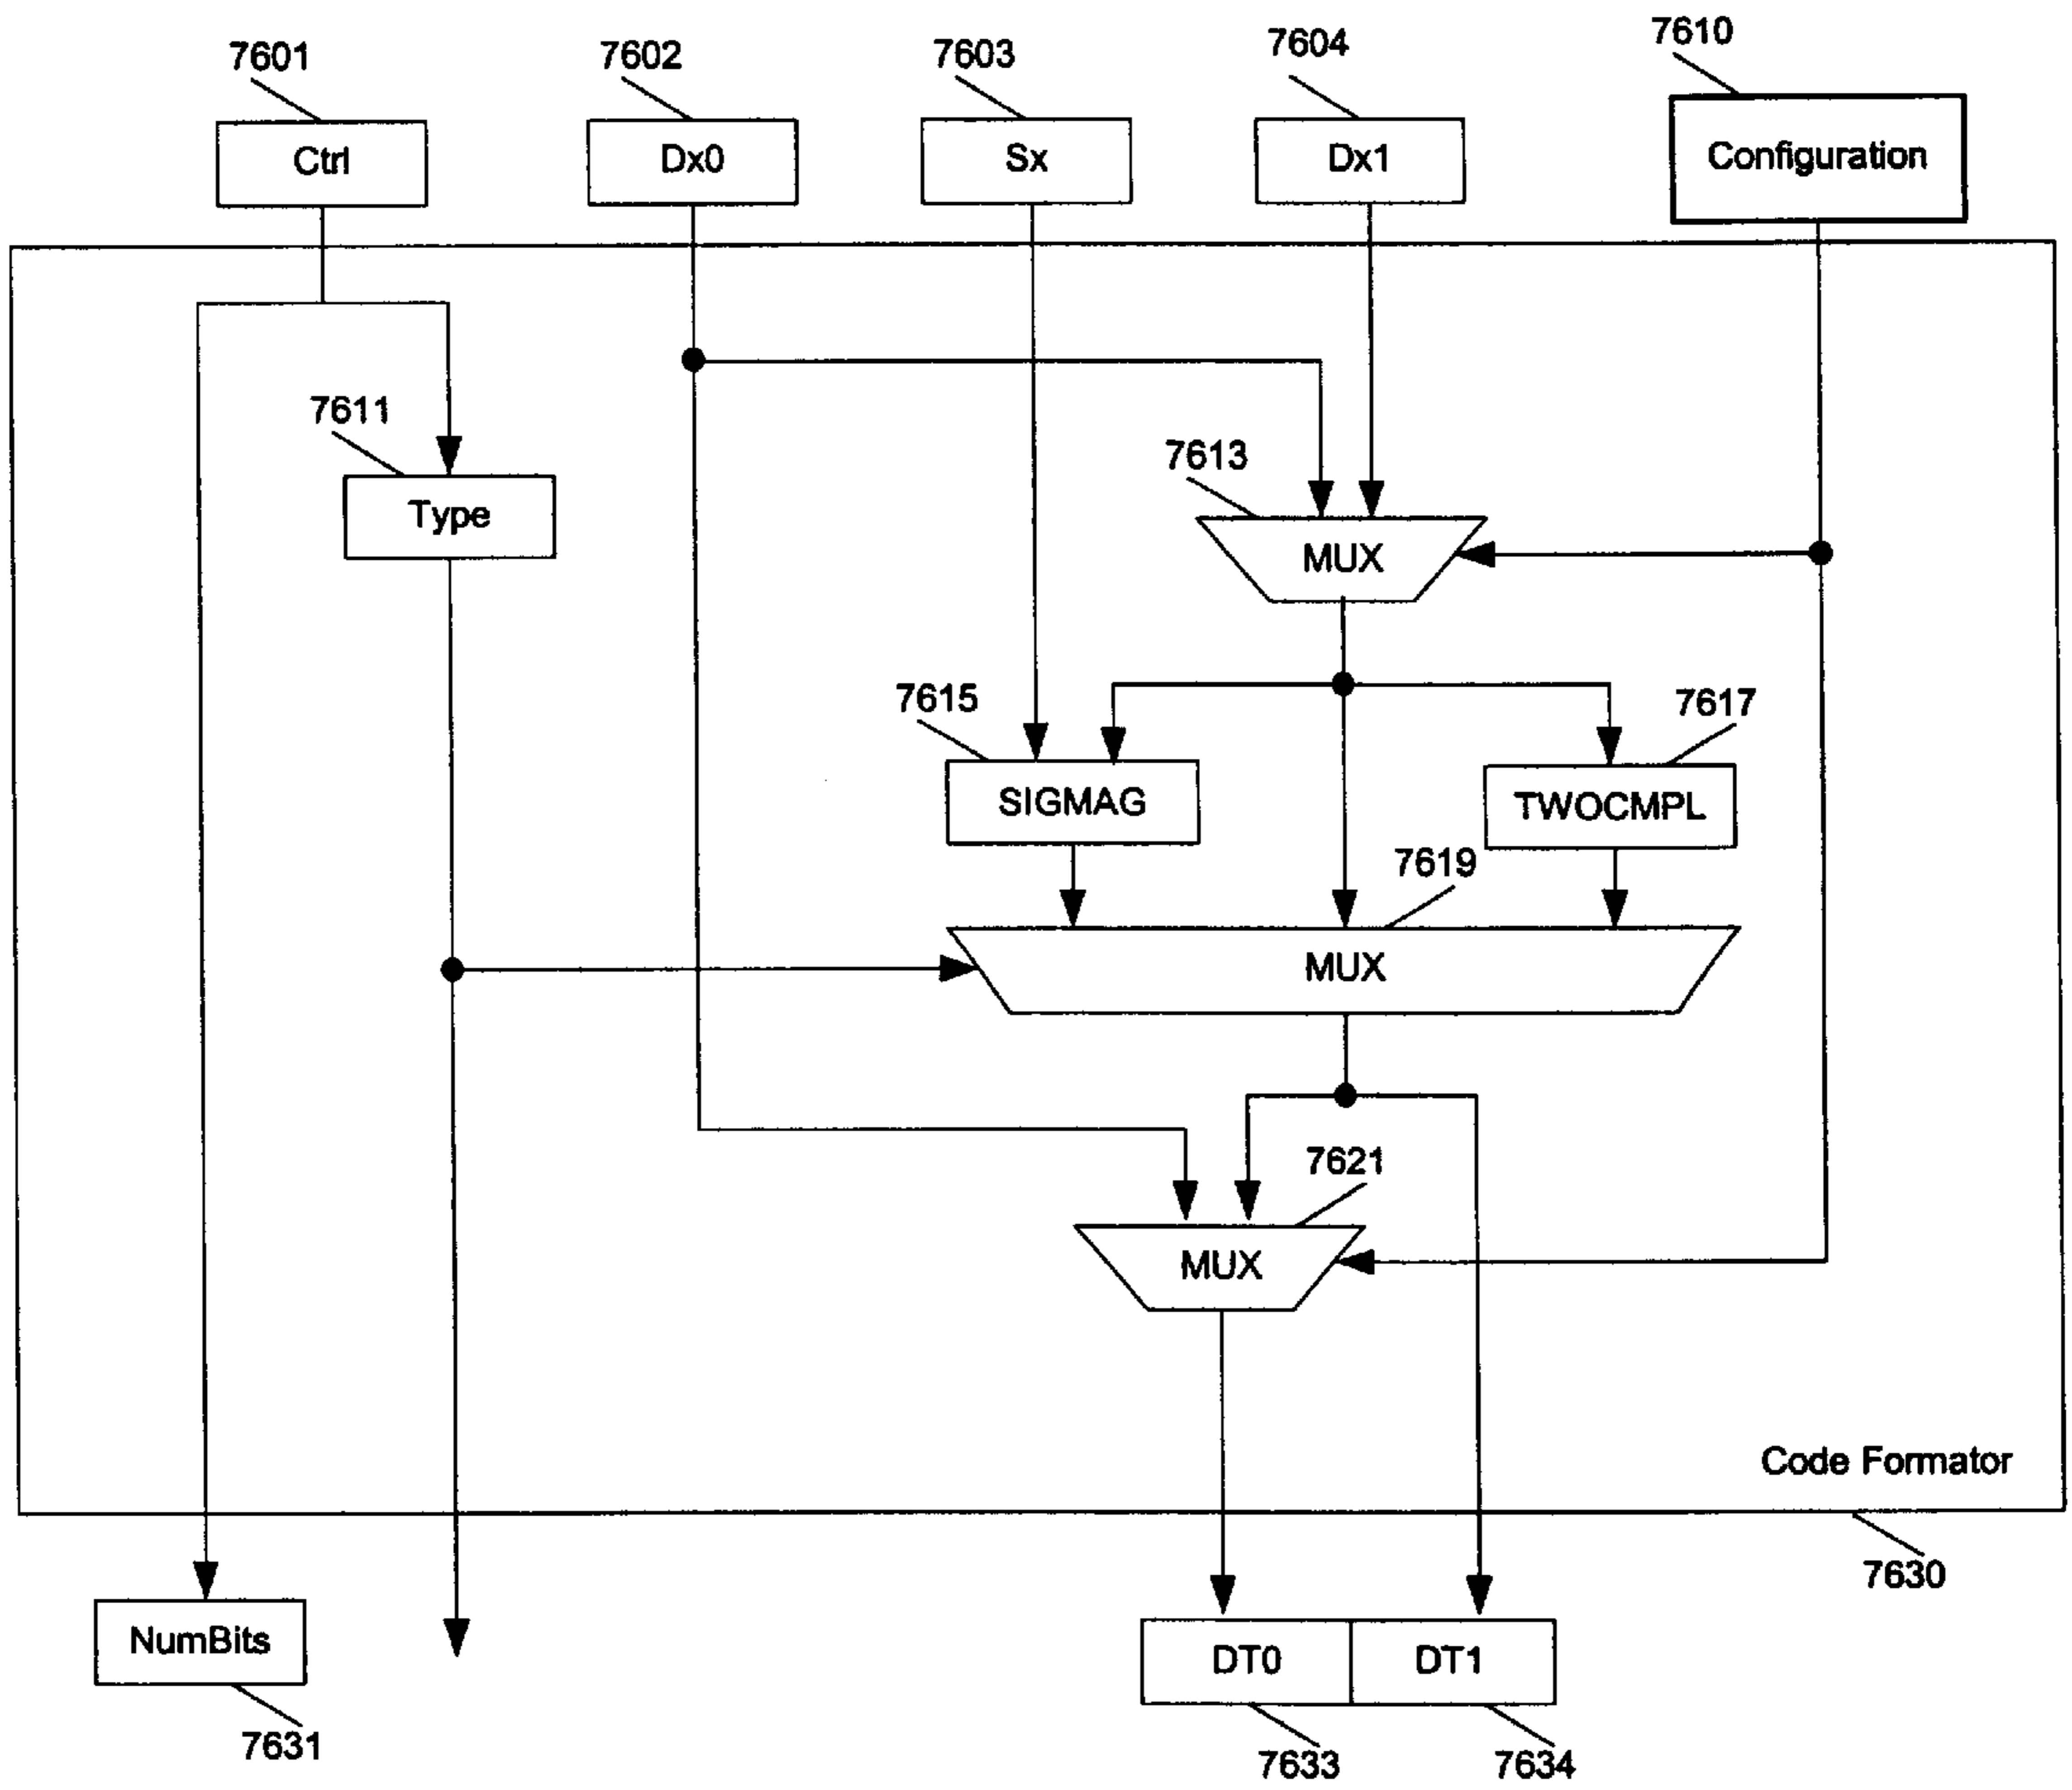 7601
7602
7603
7604
7610
Ctrl
Dx0
Sx
Dx1
Configuration
7611
Type
7613
MUX
7615
SIGMAG
7617
TWOCMPL
7619
MUX
7621
MUX
Code Formator
7630
NumBits
7631
DT0
DT1
7633
7634